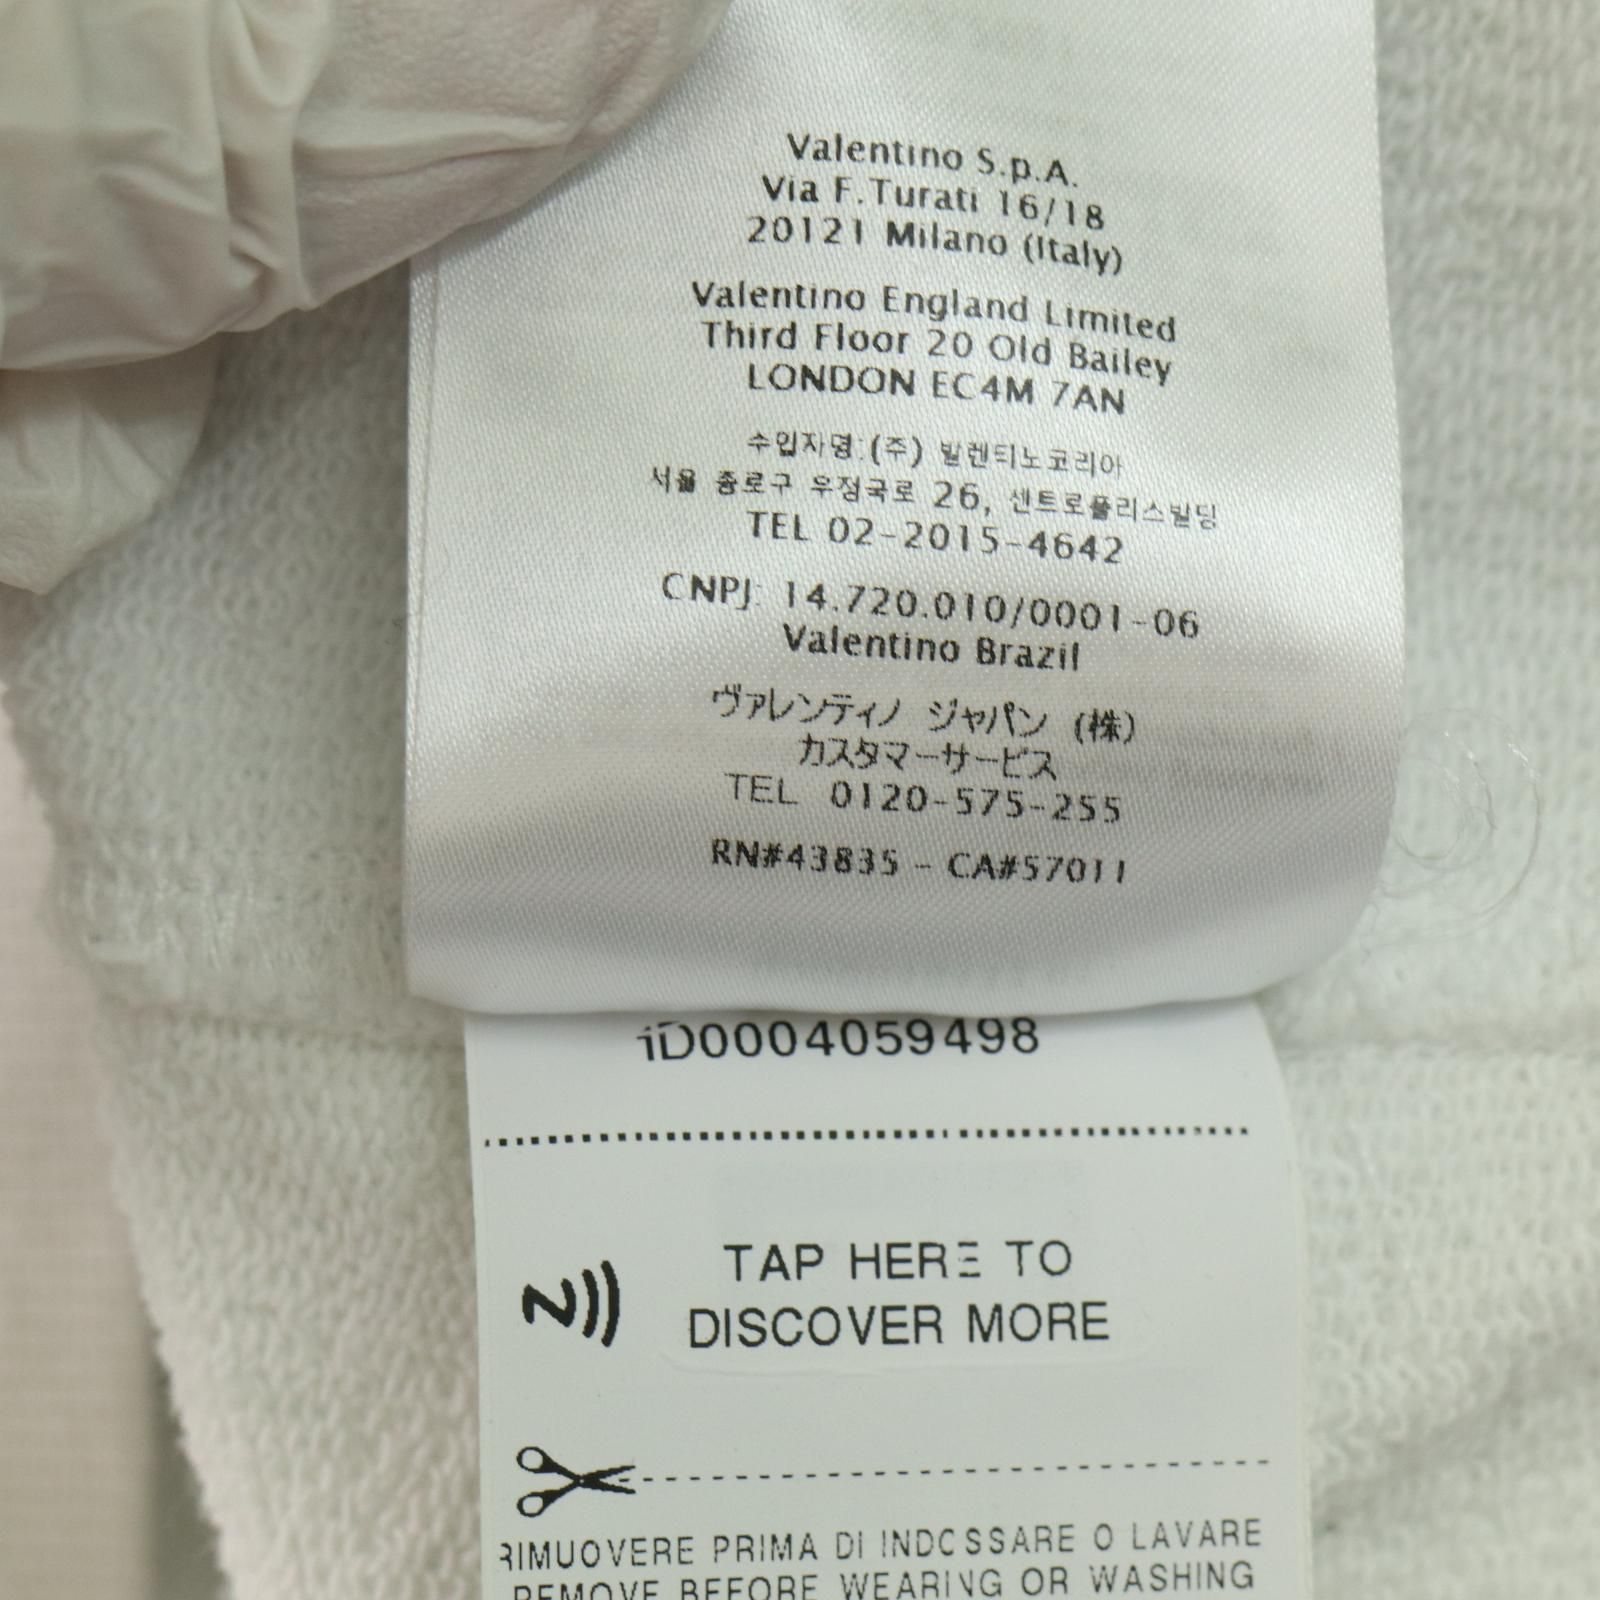 Valentino S.p.A.
Via F.Turati 16/18
20121 Milano (Italy)
Valentino England Limited
Third Floor 20 Old Bailey
LONDON EC4M 7AN
수입자명:(주) 발렌티노코리아
서울 종로구 우정국로 26, 센트로폴리스빌딩
TEL 02-2015-4642
CNPJ: 14.720.010/0001-06
Valentino Brazil
ヴァレンティノ ジャパン (株)
カスタマーサービス
TEL 0120-575-255
RN#43835 - CA#57011
iD0004059498
TAP HERE TO
DISCOVER MORE
RIMUOVERE PRIMA DI INDOSSARE O LAVARE
REMOVE BEFORE WEARING OR WASHING